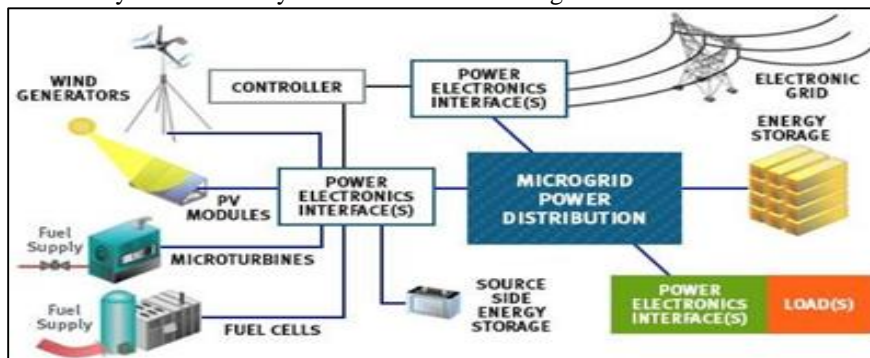 WIND
GENERATORS
CONTROLLER
POWER
ELECTRONICS
INTERFACE(S)
ELECTRONIC
GRID
ENERGY
STORAGE
PV
MODULES
POWER
ELECTRONICS
INTERFACE(S)
MICROGRID
POWER
DISTRIBUTION
Fuel
Supply
MICROTURBINES
Fuel
Supply
FUEL CELLS
SOURCE
SIDE
ENERGY
STORAGE
POWER
ELECTRONICS
INTERFACE(S)
LOAD(S)